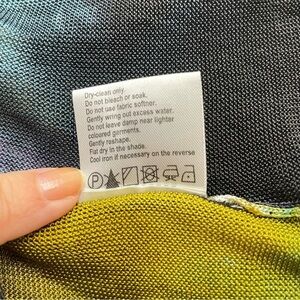 Dry-clean only.
Do not bleach or soak.
Do not use fabric softner.
Gently wring out excess water.
Do not leave damp near lighter
coloured garments.
Gently reshape.
Flat dry in the shade.
Cool iron if necessary on the reverse
P